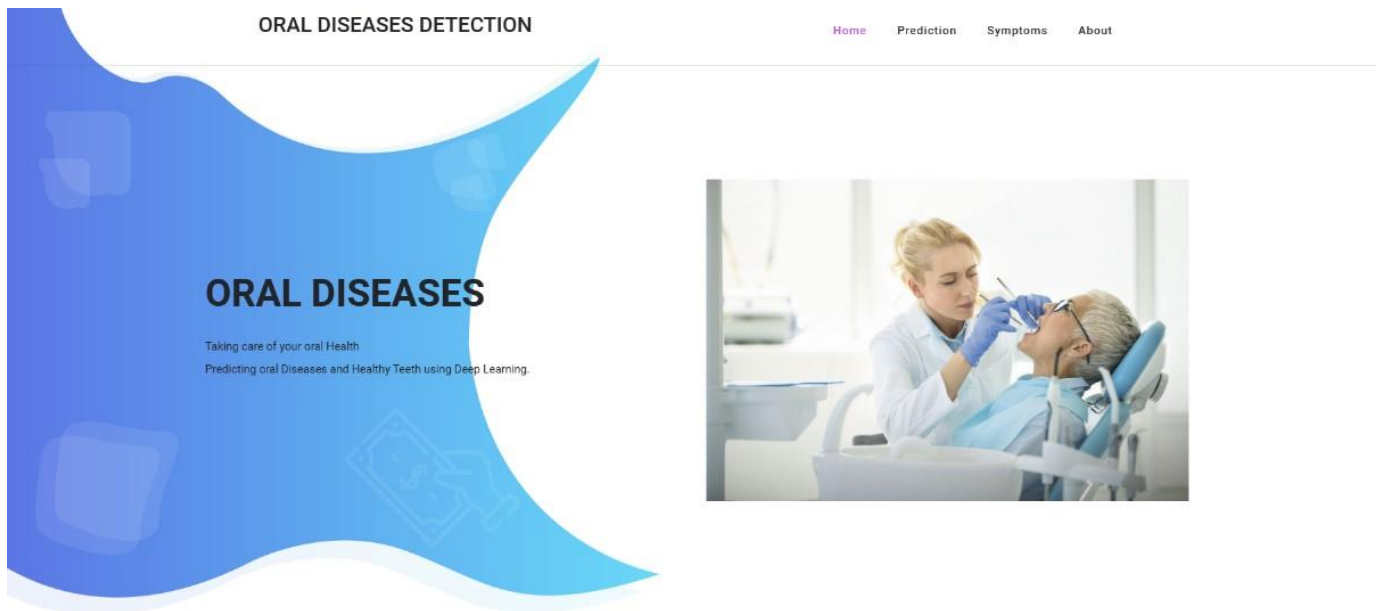 ORAL DISEASES DETECTION
Home Prediction Symptoms About
ORAL DISEASES
Taking care of your oral Health
Predicting oral Diseases and Healthy Teeth using Deep Learning.
$